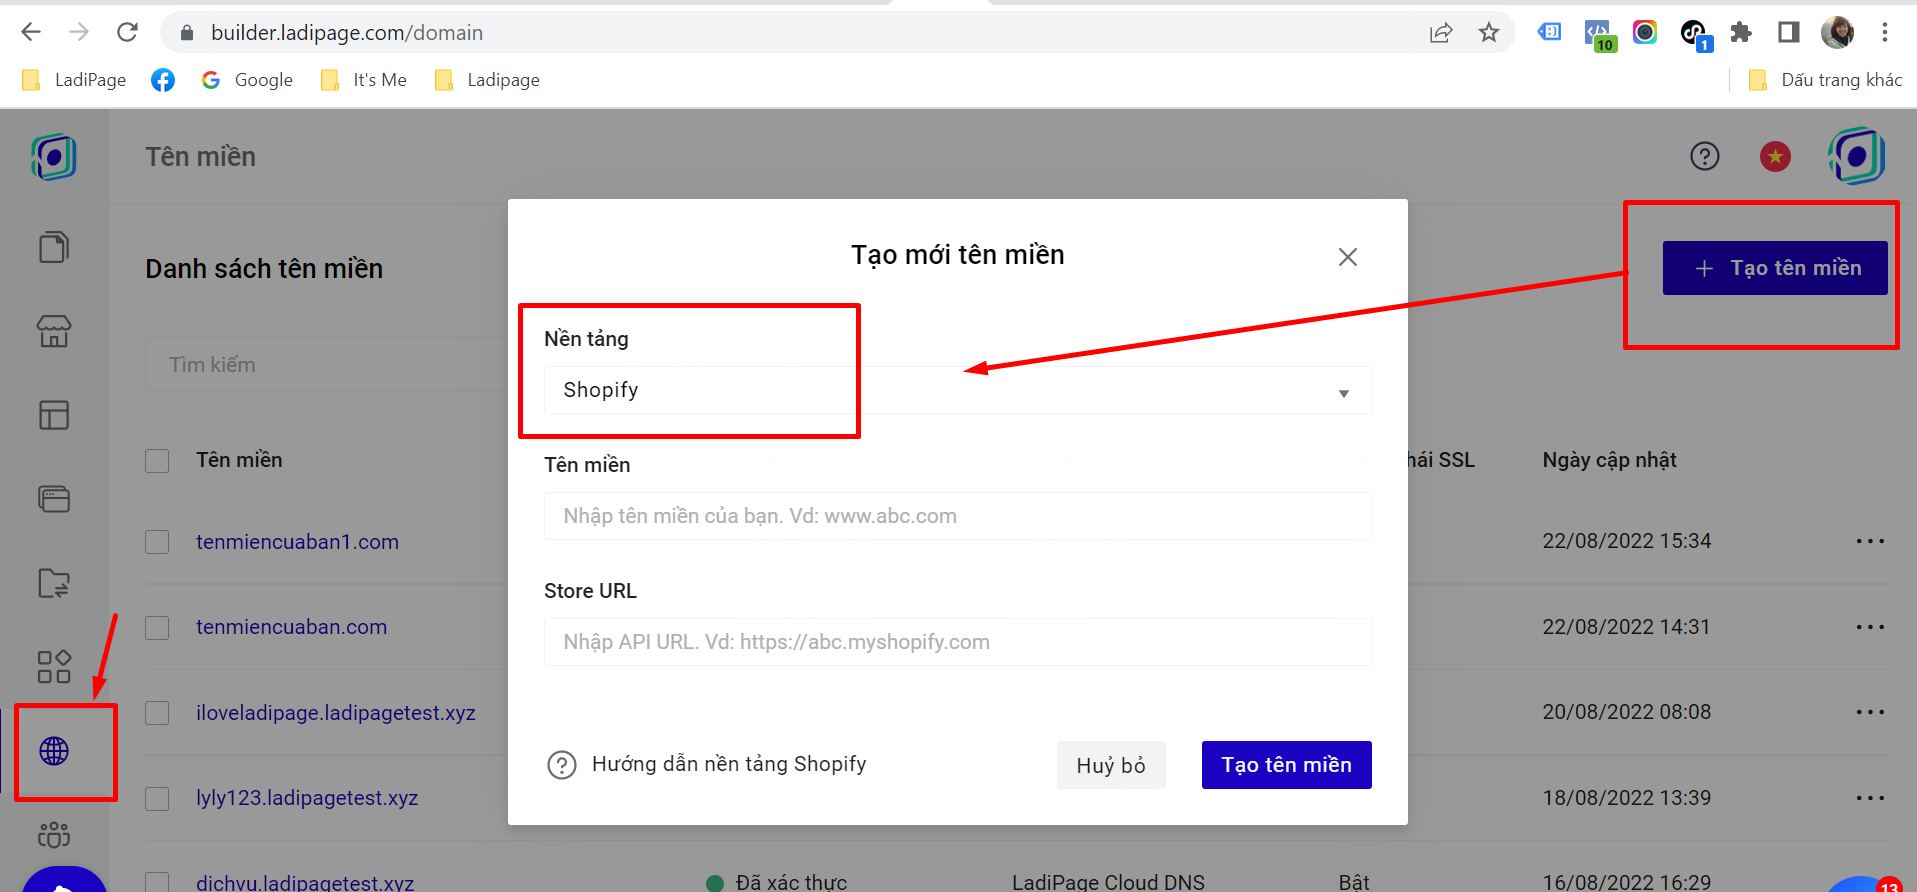 builder.ladipage.com/domain
10
1
LadiPage
Google
It's Me
Ladipage
Dấu trang khác
Tên miền
Danh sách tên miền
+ Tạo tên miền
Tìm kiếm
Tên miền
hái SSL
Ngày cập nhật
tenmiencuaban1.com
22/08/2022 15:34
tenmiencuaban.com
22/08/2022 14:31
iloveladipage.ladipagetest.xyz
20/08/2022 08:08
lyly123.ladipagetest.xyz
18/08/2022 13:39
dichvu.ladipagetest.xyz
Đã xác thực
LadiPage Cloud DNS
Bật
16/08/2022 16:29
13
Tạo mới tên miền
Nền tảng
Shopify
Tên miền
Nhập tên miền của bạn. Vd: www.abc.com
Store URL
Nhập API URL. Vd: https://abc.myshopify.com
Hướng dẫn nền tảng Shopify
Huỷ bỏ
Tạo tên miền